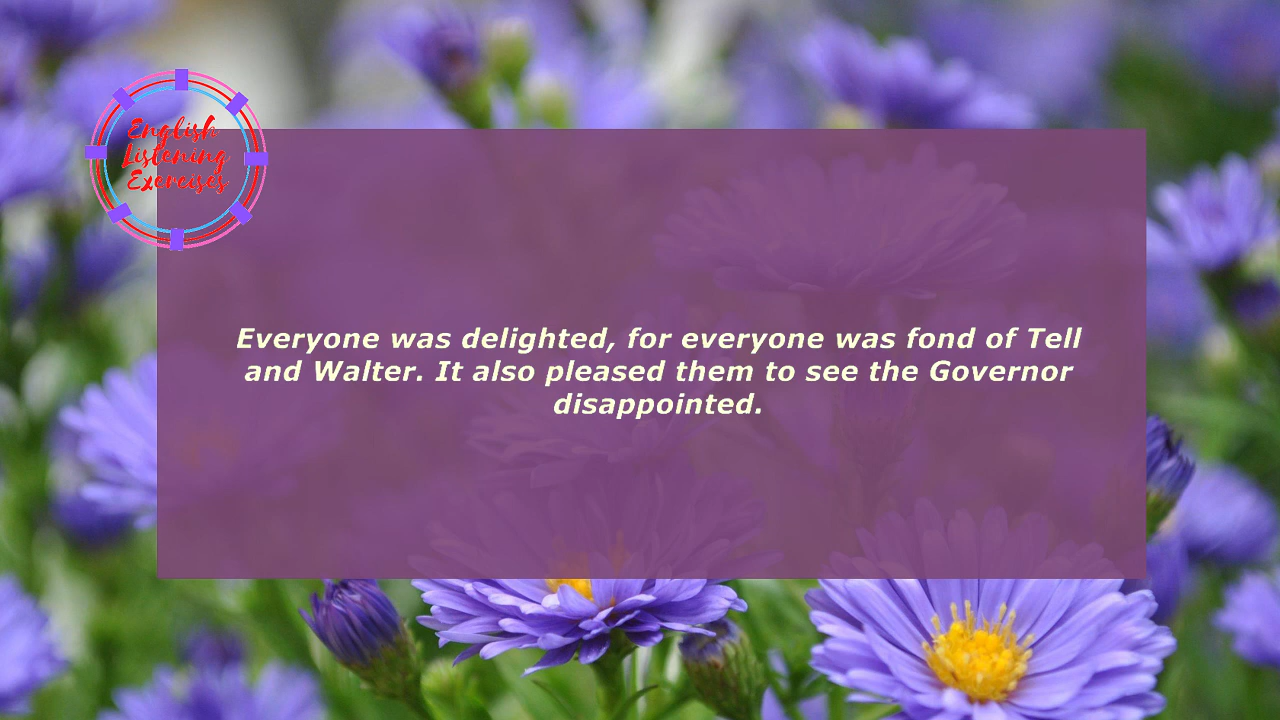 English
Listening
Exercises
Everyone was delighted, for everyone was fond of Tell
and Walter. It also pleased them to see the Governor
disappointed.